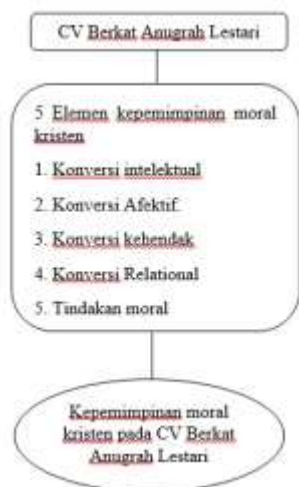 CV Berkat Anugrah Lestari
5 Elemen kepemimpinan moral
kristen
1. Konversi intelektual
2. Konversi Afektif.
3. Konversi kehendak
4. Konversi Relational
5. Tindakan moral
Kepemimpinan moral
kristen pada CV Berkat
Anugrah Lestari